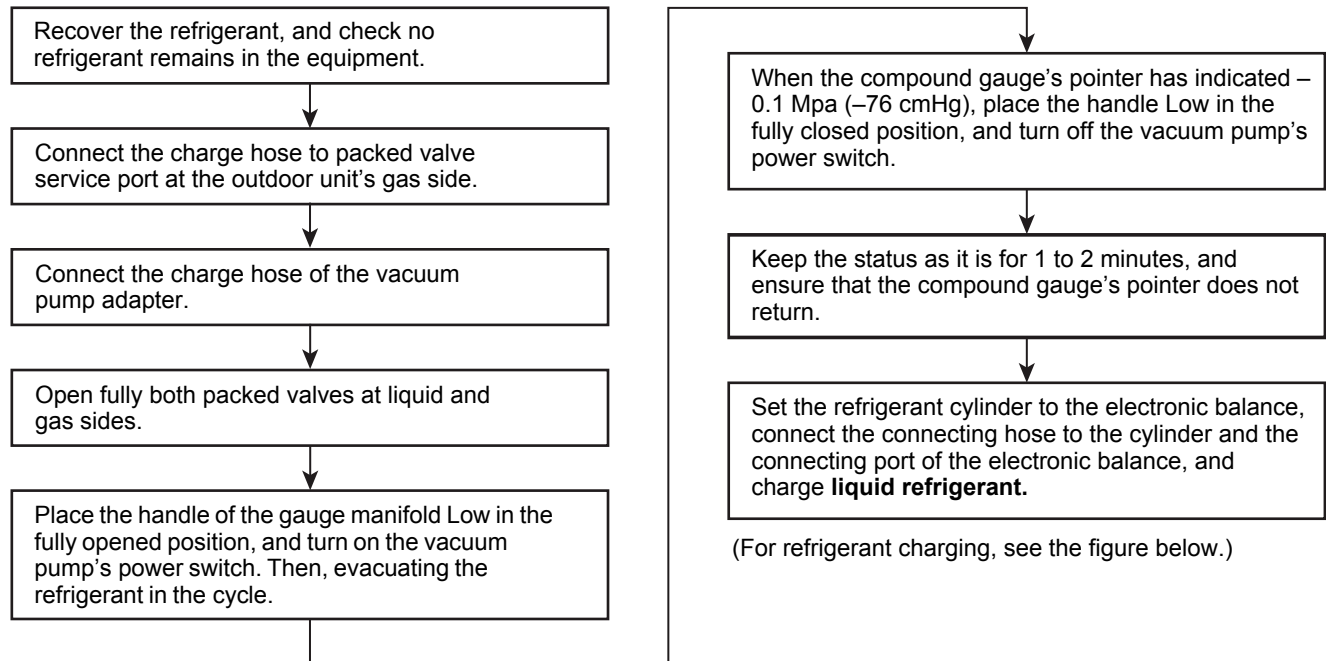 Recover the refrigerant, and check no
refrigerant remains in the equipment.
Connect the charge hose to packed valve
service port at the outdoor unit's gas side.
Connect the charge hose of the vacuum
pump adapter.
Open fully both packed valves at liquid and
gas sides.
Place the handle of the gauge manifold Low in the
fully opened position, and turn on the vacuum
pump's power switch. Then, evacuating the
refrigerant in the cycle.
When the compound gauge's pointer has indicated –
0.1 Mpa (–76 cmHg), place the handle Low in the
fully closed position, and turn off the vacuum pump's
power switch.
Keep the status as it is for 1 to 2 minutes, and
ensure that the compound gauge's pointer does not
return.
Set the refrigerant cylinder to the electronic balance,
connect the connecting hose to the cylinder and the
connecting port of the electronic balance, and
charge liquid refrigerant.
(For refrigerant charging, see the figure below.)